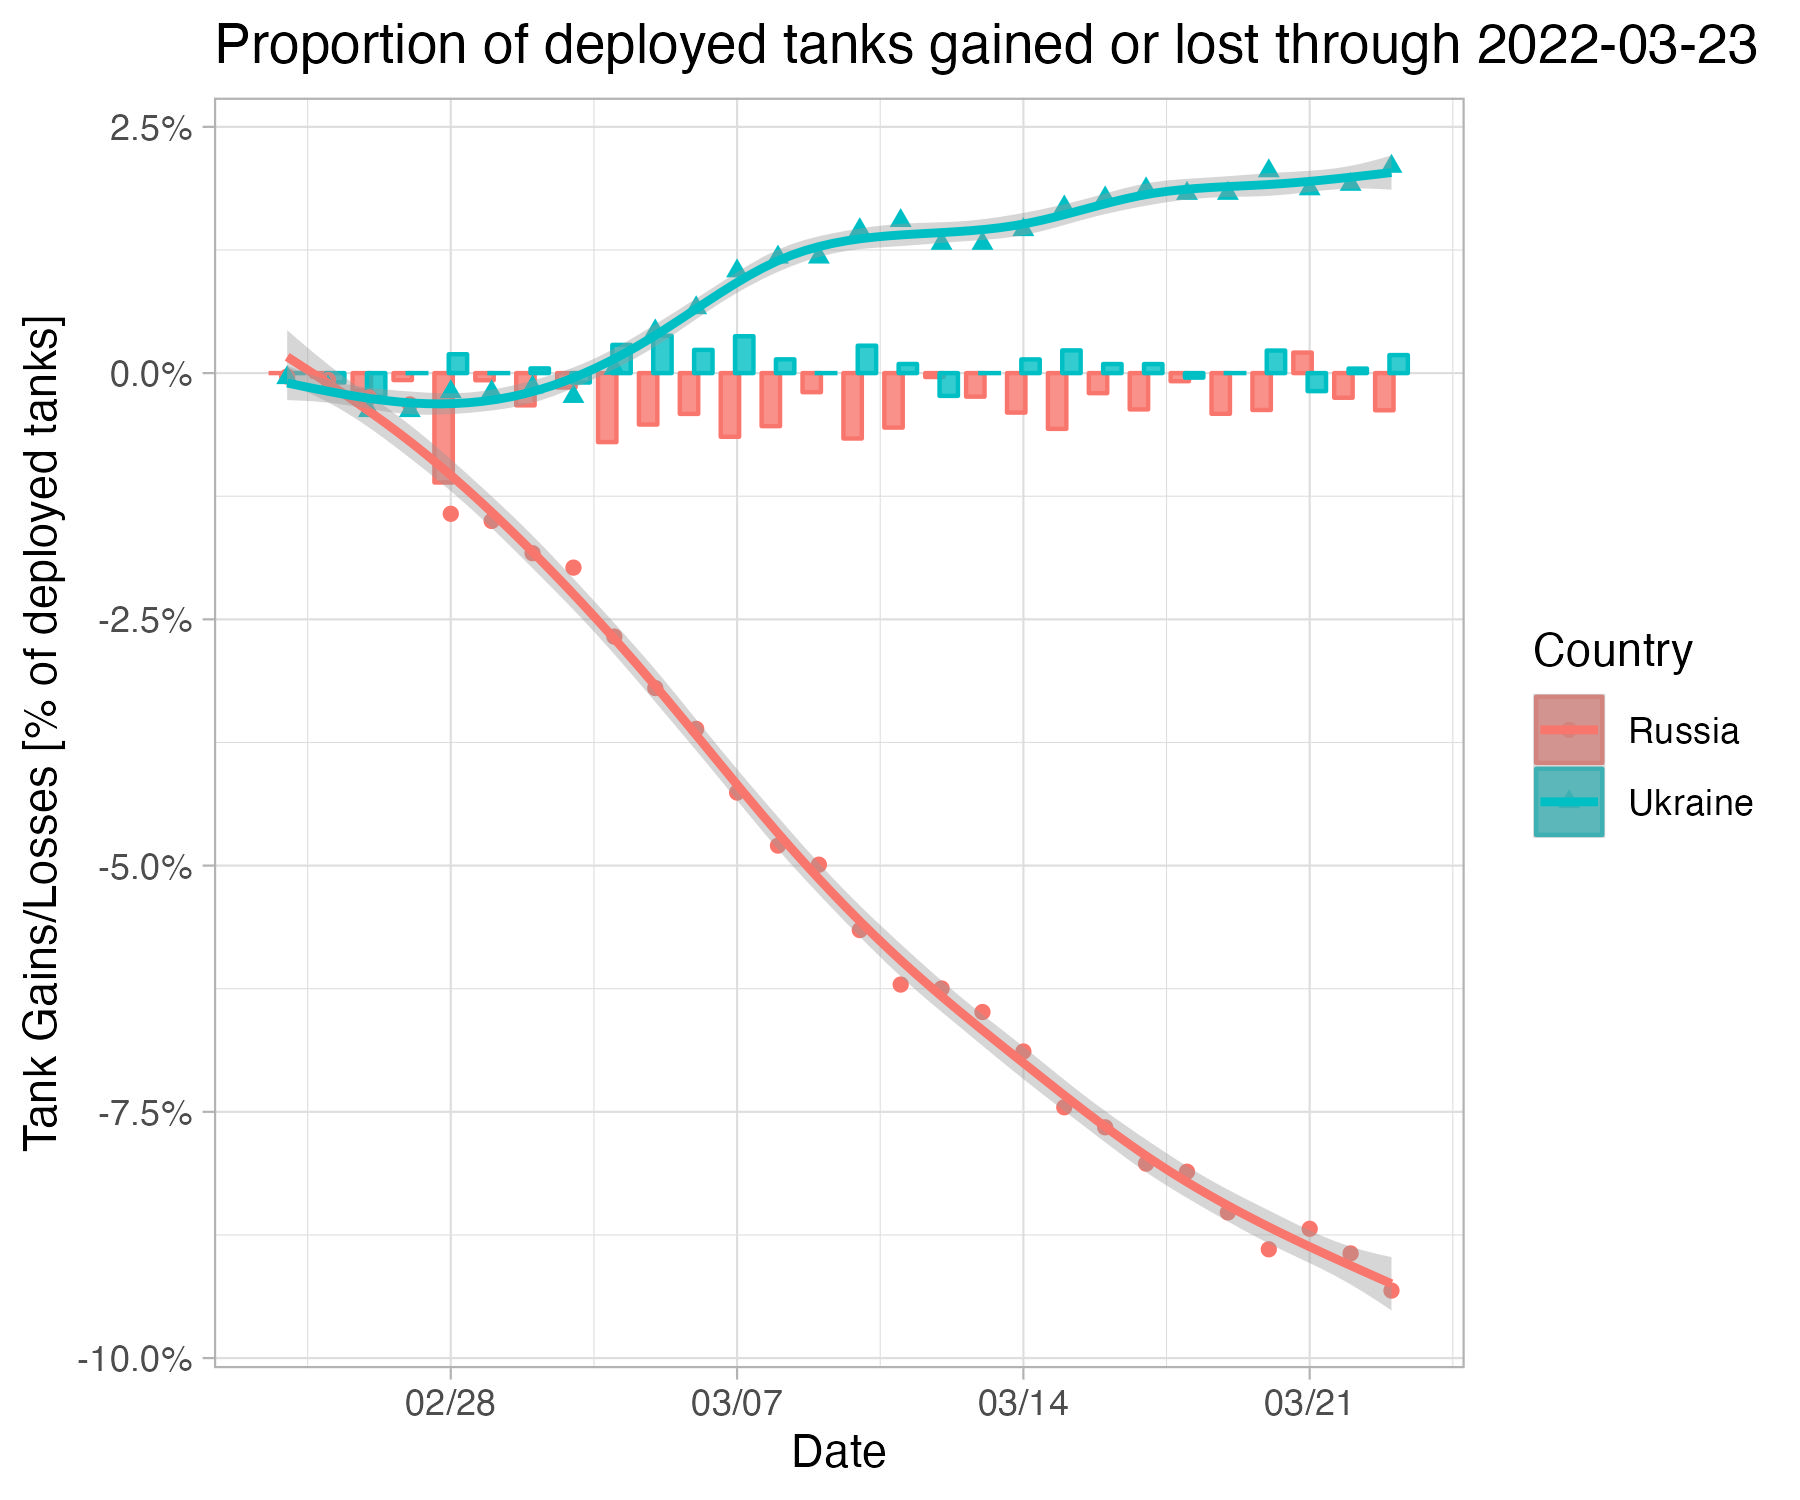 Proportion of deployed tanks gained or lost through 2022-03-23
Tank Gains/Losses [% of deployed tanks]
2.5%
0.0%
-2.5%
-5.0%
-7.5%
-10.0%
02/28
03/07
03/14
03/21
Date
Country
Russia
Ukraine